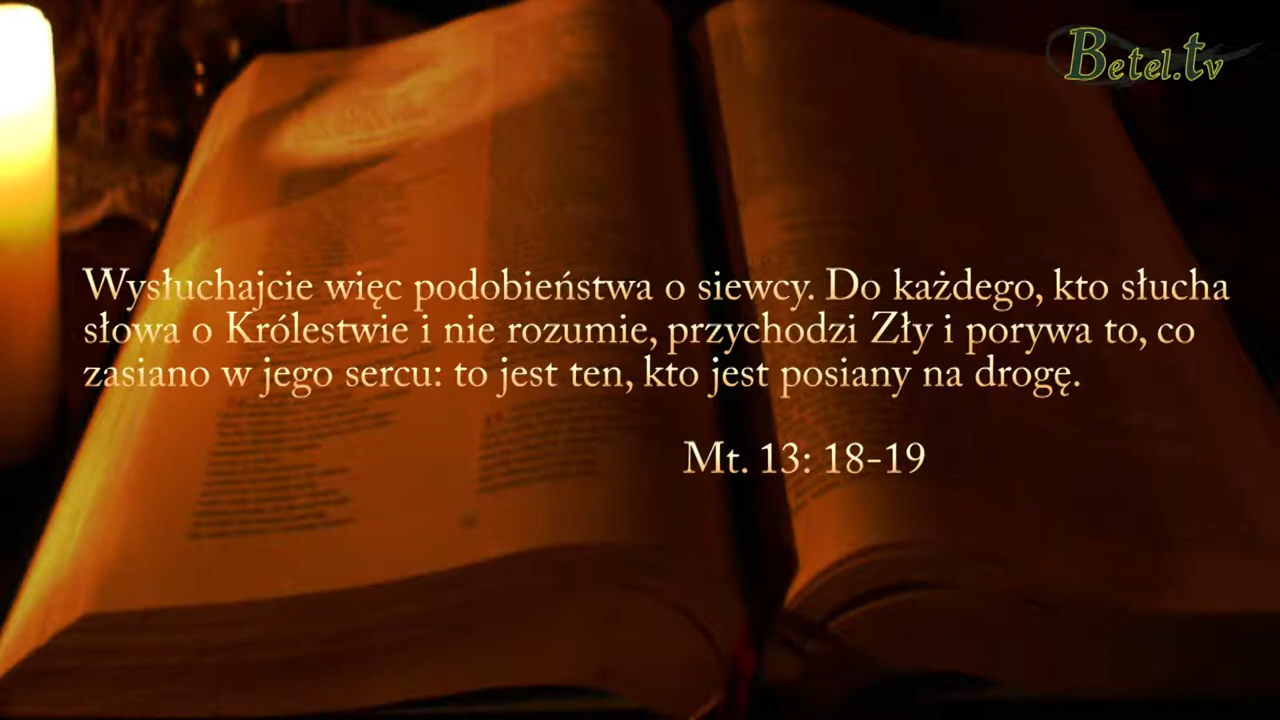 Betel.tv
Wysłuchajcie więc podobieństwa o siewcy. Do każdego, kto słucha
słowa o Królestwie i nie rozumie, przychodzi Zły i porywa to, co
zasiano w jego sercu: to jest ten, kto jest posiany na drogę.
Mt. 13: 18-19